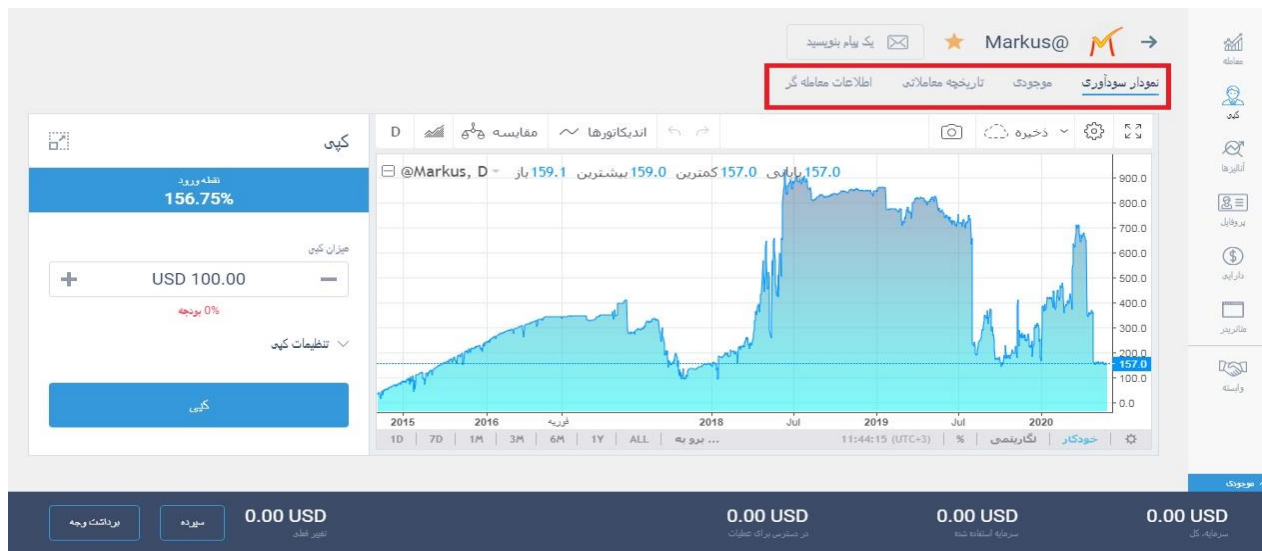 @Markus
یک پیام بنویسید
نمودار سودآوری
موجودی
تاریخچه معاملاتی
اطلاعات معامله گر
معامله
کپی
آنالیزها
پروفایل
دارایی
متاتریدر
وابسته
موجودی
ذخیره
اندیکاتورها
مقایسه
D
@Markus, D باز 159.1 بیشترین 159.0 کمترین 157.0 پایانی 157.0
900.0
800.0
700.0
600.0
500.0
400.0
300.0
200.0
157.0
100.0
0.0
2015 2016 فوریه 2018 Jul 2019 Jul 2020
1D 7D 1M 3M 6M 1Y ALL برو به ... 11:44:15 (UTC+3) % لگاریتمی خودکار
کپی
نقطه ورود
156.75%
میزان کپی
USD 100.00
0% بودجه
تنظیمات کپی
کپی
0.00 USD
سرمایه، کل
0.00 USD
سرمایه استفاده شده
0.00 USD
در دسترس برای عملیات
0.00 USD
تغییر فعلی
سپرده
برداشت وجه